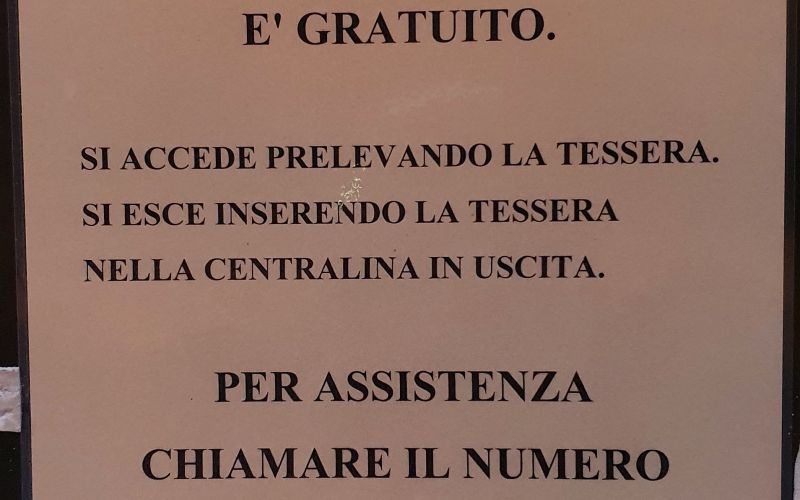 E' GRATUITO.
SI ACCEDE PRELEVANDO LA TESSERA.
SI ESCE INSERENDO LA TESSERA
NELLA CENTRALINA IN USCITA.
PER ASSISTENZA
CHIAMARE IL NUMERO